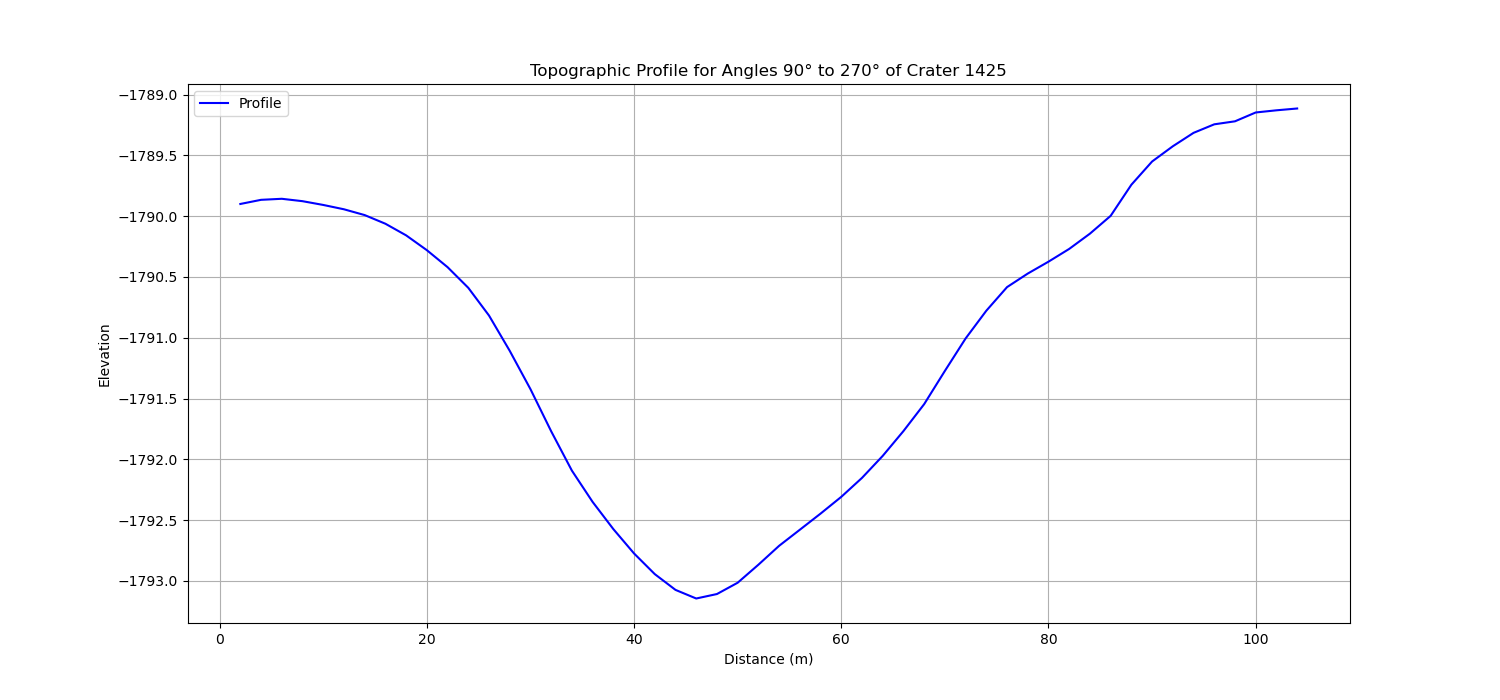 Topographic Profile for Angles 90° to 270° of Crater 1425
Profile
Elevation
−1789.0
−1789.5
−1790.0
−1790.5
−1791.0
−1791.5
−1792.0
−1792.5
−1793.0
0 20 40 60 80 100
Distance (m)